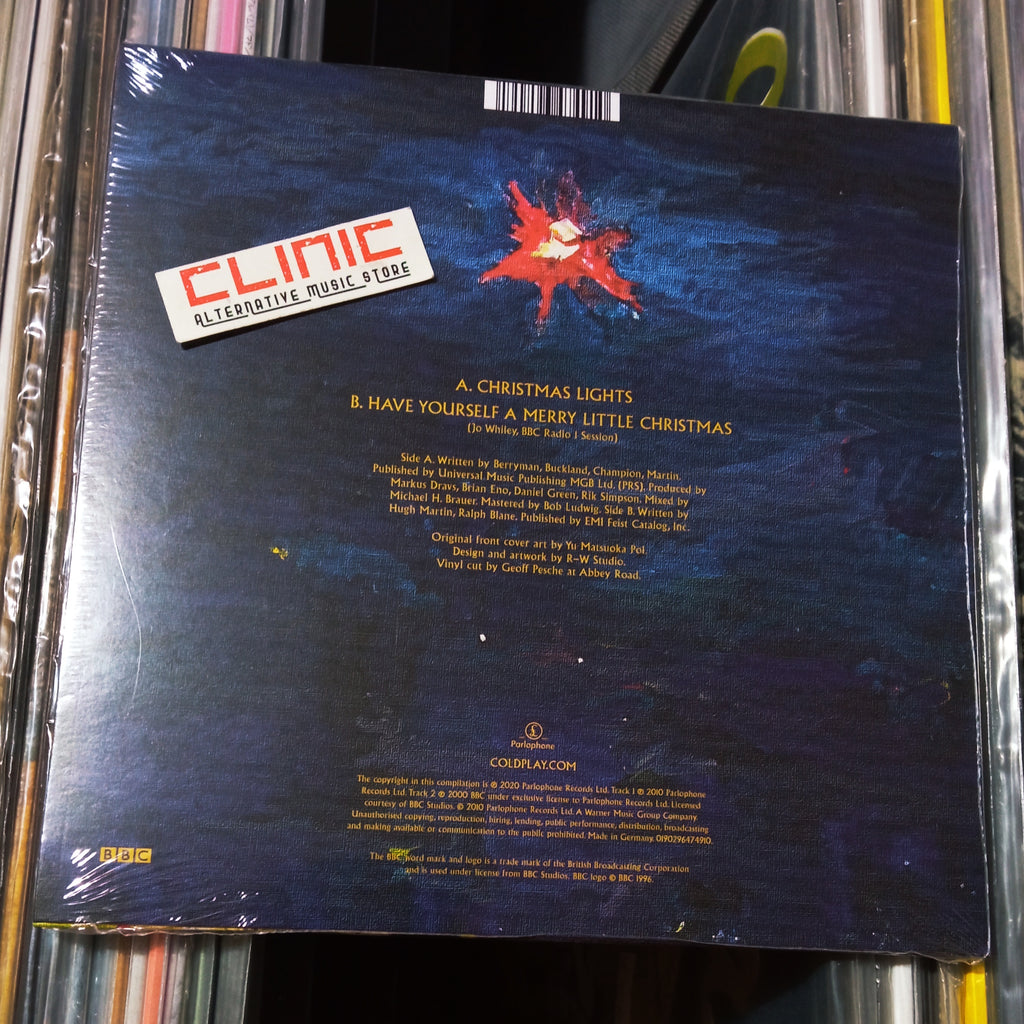 CLINIC
ALTERNATIVE MUSIC STORE
A. CHRISTMAS LIGHTS
B. HAVE YOURSELF A MERRY LITTLE CHRISTMAS
(Jo Whiley, BBC Radio 1 Session)
Side A. Written by Berryman, Buckland, Champion, Martin.
Published by Universal Music Publishing MGB Ltd. (PRS). Produced by
Markus Dravs, Brian Eno, Daniel Green, Rik Simpson. Mixed by
Michael H. Brauer. Mastered by Bob Ludwig. Side B. Written by
Hugh Martin, Ralph Blane. Published by EMI Feist Catalog, Inc.
Original front cover art by Yu Matsuoka Pol.
Design and artwork by R-W Studio.
Vinyl cut by Geoff Pesche at Abbey Road.
£
Parlophone
COLDPLAY.COM
The copyright in this compilation is ℗ 2020 Parlophone Records Ltd. Track 1 ℗ 2010 Parlophone
Records Ltd. Track 2 ℗ 2000 BBC under exclusive license to Parlophone Records Ltd. Licensed
courtesy of BBC Studios. © 2010 Parlophone Records Ltd. A Warner Music Group Company.
Unauthorised copying, reproduction, hiring, lending, public performance, distribution, broadcasting
and making available or communication to the public prohibited. Made in Germany. 0190296474910.
BBC
The BBC word mark and logo is a trade mark of the British Broadcasting Corporation
and is used under license from BBC Studios. BBC logo © BBC 1996.